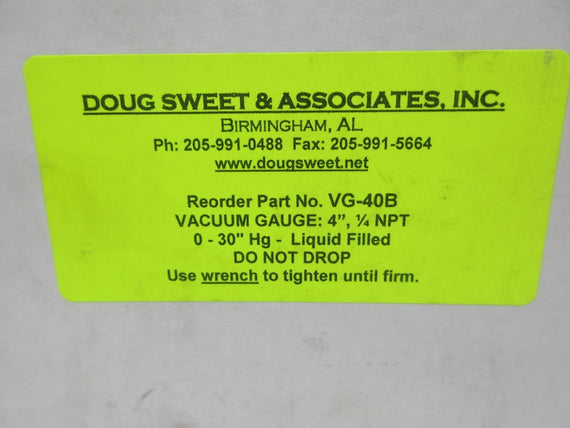 DOUG SWEET & ASSOCIATES, INC.
BIRMINGHAM, AL
Ph: 205-991-0488 Fax: 205-991-5664
www.dougsweet.net
Reorder Part No. VG-40B
VACUUM GAUGE: 4”, ¼ NPT
0 - 30" Hg - Liquid Filled
DO NOT DROP
Use wrench to tighten until firm.